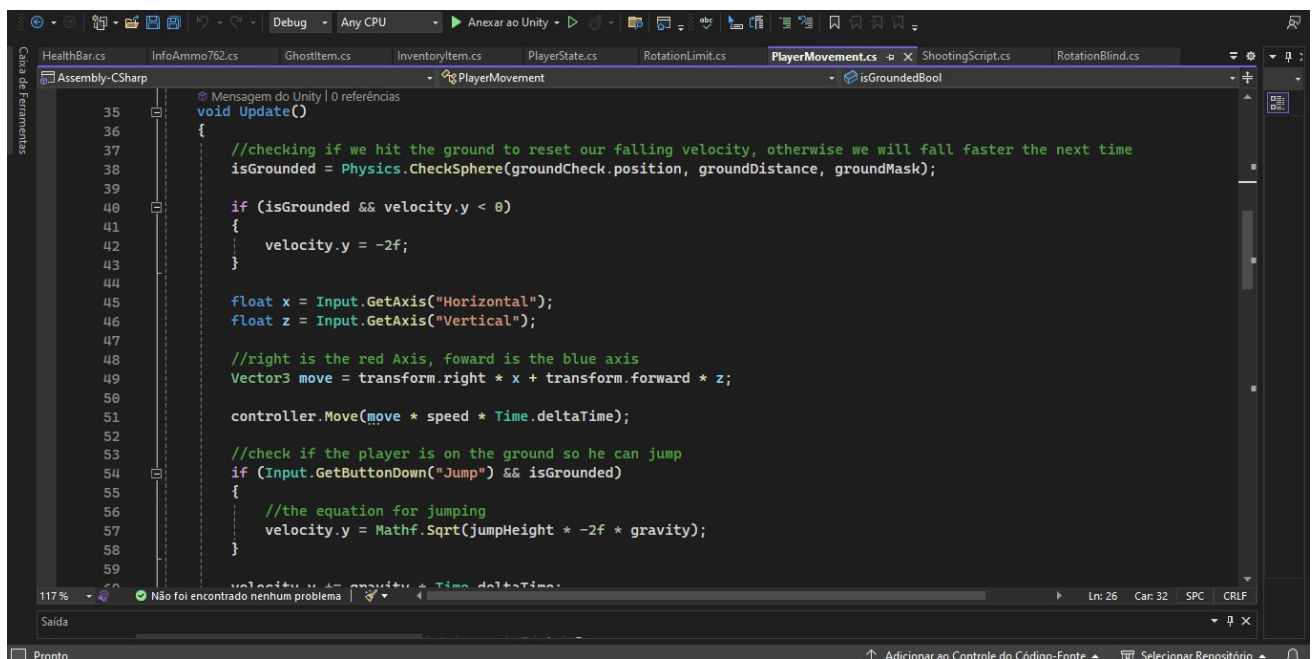 Debug Any CPU Anexar ao Unity
HealthBar.cs InfoAmmo762.cs GhostItem.cs InventoryItem.cs PlayerState.cs RotationLimit.cs PlayerMovement.cs ShootingScript.cs RotationBlind.cs
Caixa de Ferramentas
Assembly-CSharp PlayerMovement isGroundedBool
Mensagem do Unity | 0 referências
35 void Update()
36 {
37 //checking if we hit the ground to reset our falling velocity, otherwise we will fall faster the next time
38 isGrounded = Physics.CheckSphere(groundCheck.position, groundDistance, groundMask);
39
40 if (isGrounded && velocity.y < 0)
41 {
42 velocity.y = -2f;
43 }
44
45 float x = Input.GetAxis("Horizontal");
46 float z = Input.GetAxis("Vertical");
47
48 //right is the red Axis, foward is the blue axis
49 Vector3 move = transform.right * x + transform.forward * z;
50
51 controller.Move(move * speed * Time.deltaTime);
52
53 //check if the player is on the ground so he can jump
54 if (Input.GetButtonDown("Jump") && isGrounded)
55 {
56 //the equation for jumping
57 velocity.y = Mathf.Sqrt(jumpHeight * -2f * gravity);
58 }
59
60 velocity.y += gravity * Time.deltaTime;
117 % Não foi encontrado nenhum problema Ln: 26 Car: 32 SPC CRLF
Saída
Pronto Adicionar ao Controle do Código-Fonte Selecionar Repositório